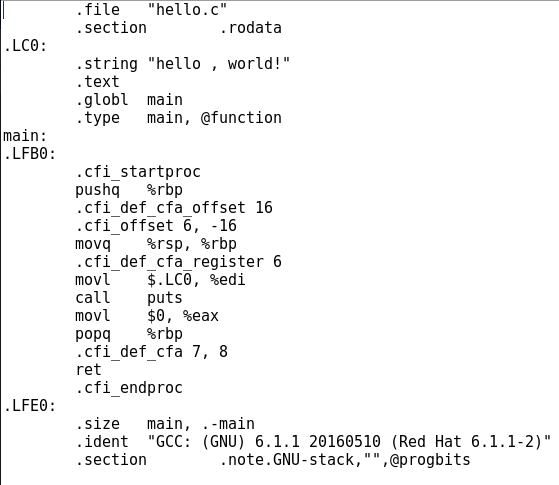 .file "hello.c"
.section .rodata
.LC0:
.string "hello , world!"
.text
.globl main
.type main, @function
main:
.LFB0:
.cfi_startproc
pushq %rbp
.cfi_def_cfa_offset 16
.cfi_offset 6, -16
movq %rsp, %rbp
.cfi_def_cfa_register 6
movl $.LC0, %edi
call puts
movl $0, %eax
popq %rbp
.cfi_def_cfa 7, 8
ret
.cfi_endproc
.LFE0:
.size main, .-main
.ident "GCC: (GNU) 6.1.1 20160510 (Red Hat 6.1.1-2)"
.section .note.GNU-stack,"",@progbits